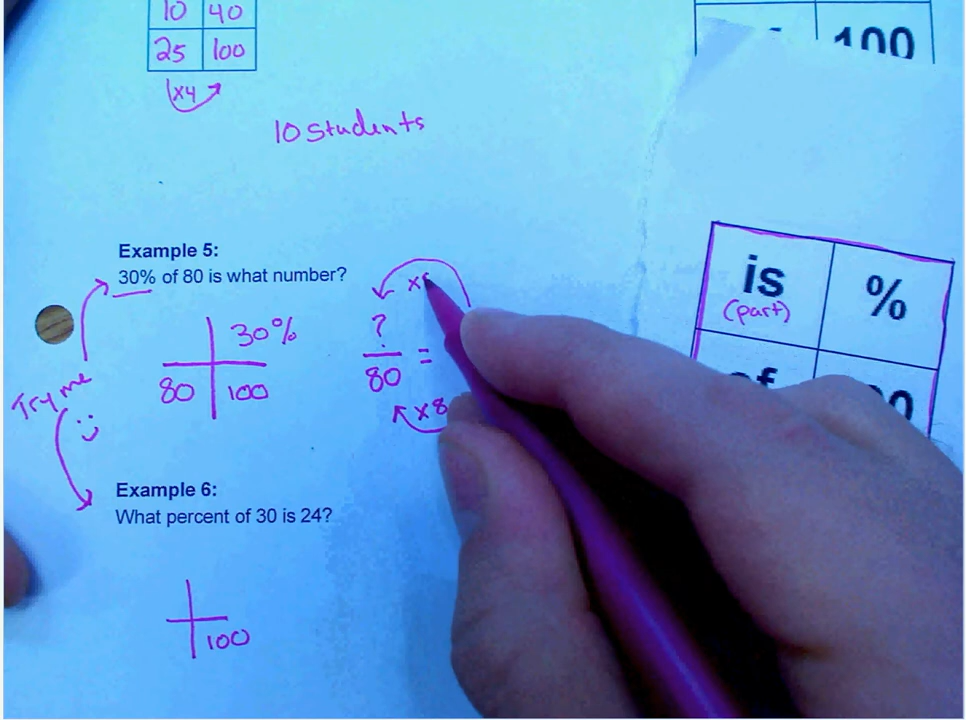 10 40
25 100
x4
10 students
100
Example 5:
30% of 80 is what number?
30%
80 100
?
80
=
x8
Try me
:)
is %
(part)
Example 6:
What percent of 30 is 24?
100